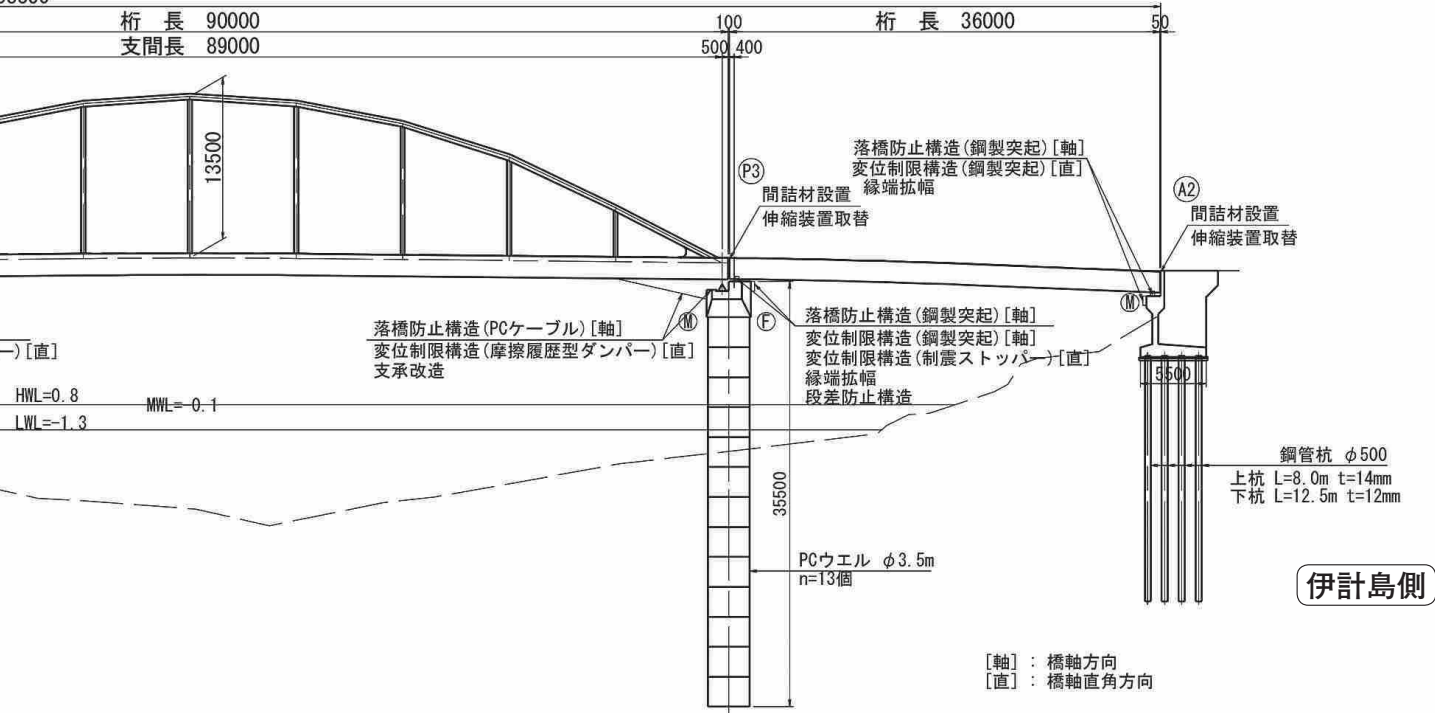 桁 長 90000
100
桁 長 36000
50
支間長 89000
500
400
13500
落橋防止構造(鋼製突起)[軸]
変位制限構造(鋼製突起)[直]
縁端拡幅
P3
間詰材設置
伸縮装置取替
A2
間詰材設置
伸縮装置取替
M
落橋防止構造(PCケーブル)[軸]
変位制限構造(摩擦履歴型ダンパー)[直]
支承改造
M
F
落橋防止構造(鋼製突起)[軸]
変位制限構造(鋼製突起)[軸]
変位制限構造(制震ストッパー)[直]
縁端拡幅
段差防止構造
ー)[直]
5500
HWL=0.8
MWL=-0.1
LWL=-1.3
35500
鋼管杭 φ500
上杭 L=8.0m t=14mm
下杭 L=12.5m t=12mm
PCウエル φ3.5m
n=13個
伊計島側
[軸] : 橋軸方向
[直] : 橋軸直角方向